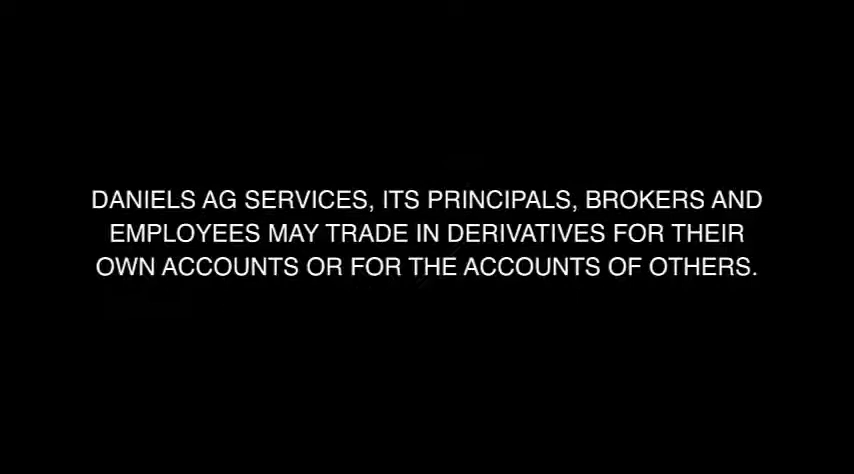 DANIELS AG SERVICES, ITS PRINCIPALS, BROKERS AND
EMPLOYEES MAY TRADE IN DERIVATIVES FOR THEIR
OWN ACCOUNTS OR FOR THE ACCOUNTS OF OTHERS.